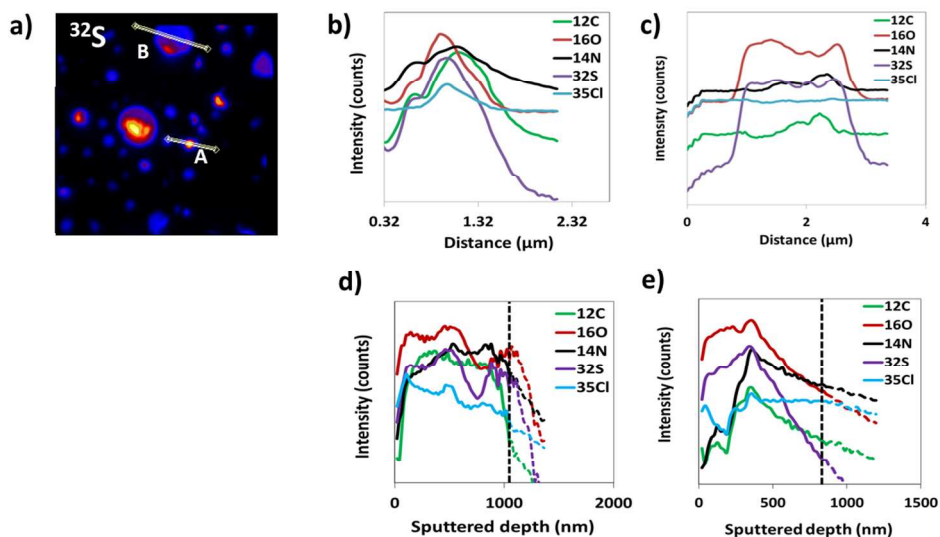 a)
³²S
B
A
b)
Intensity (counts)
12C
16O
14N
32S
35Cl
0.32
1.32
2.32
Distance (µm)
c)
Intensity (counts)
12C
16O
14N
32S
35Cl
0
2
4
Distance (µm)
d)
Intensity (counts)
12C
16O
14N
32S
35Cl
0
1000
2000
Sputtered depth (nm)
e)
Intensity (counts)
12C
16O
14N
32S
35Cl
0
500
1000
1500
Sputtered depth (nm)